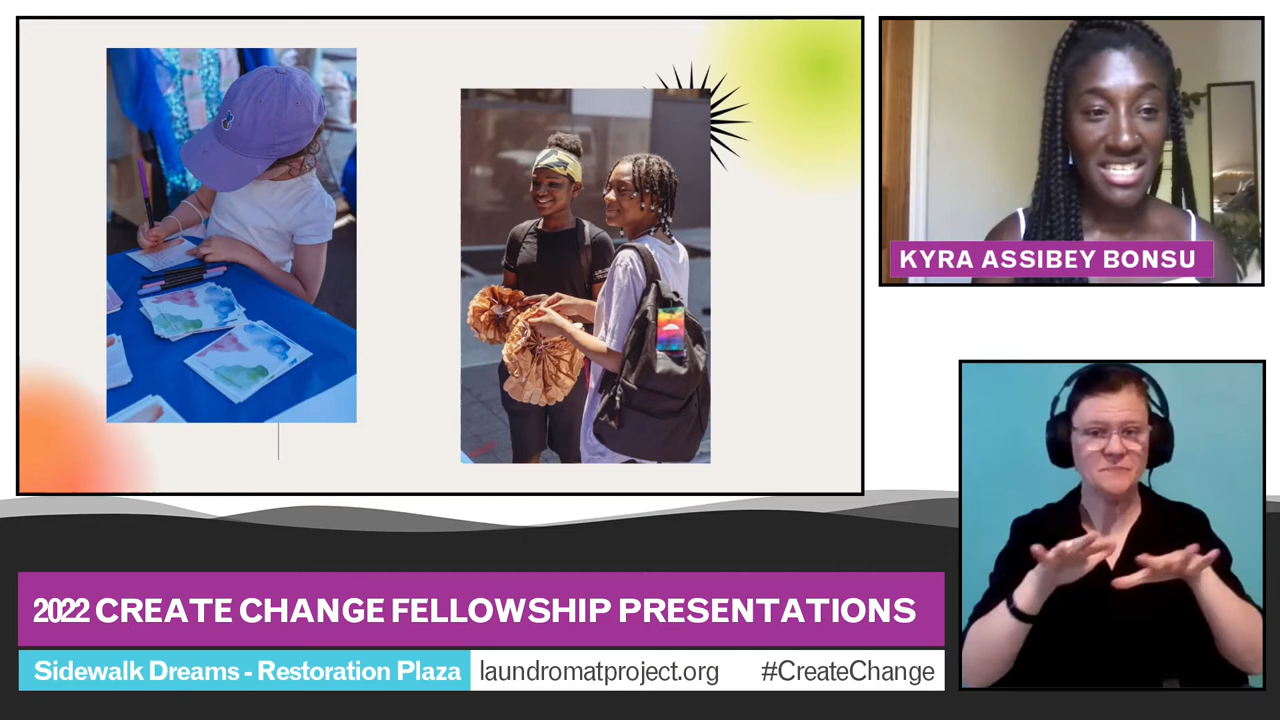 KYRA ASSIBEY BONSU
2022 CREATE CHANGE FELLOWSHIP PRESENTATIONS
Sidewalk Dreams - Restoration Plaza
laundromatproject.org
#CreateChange